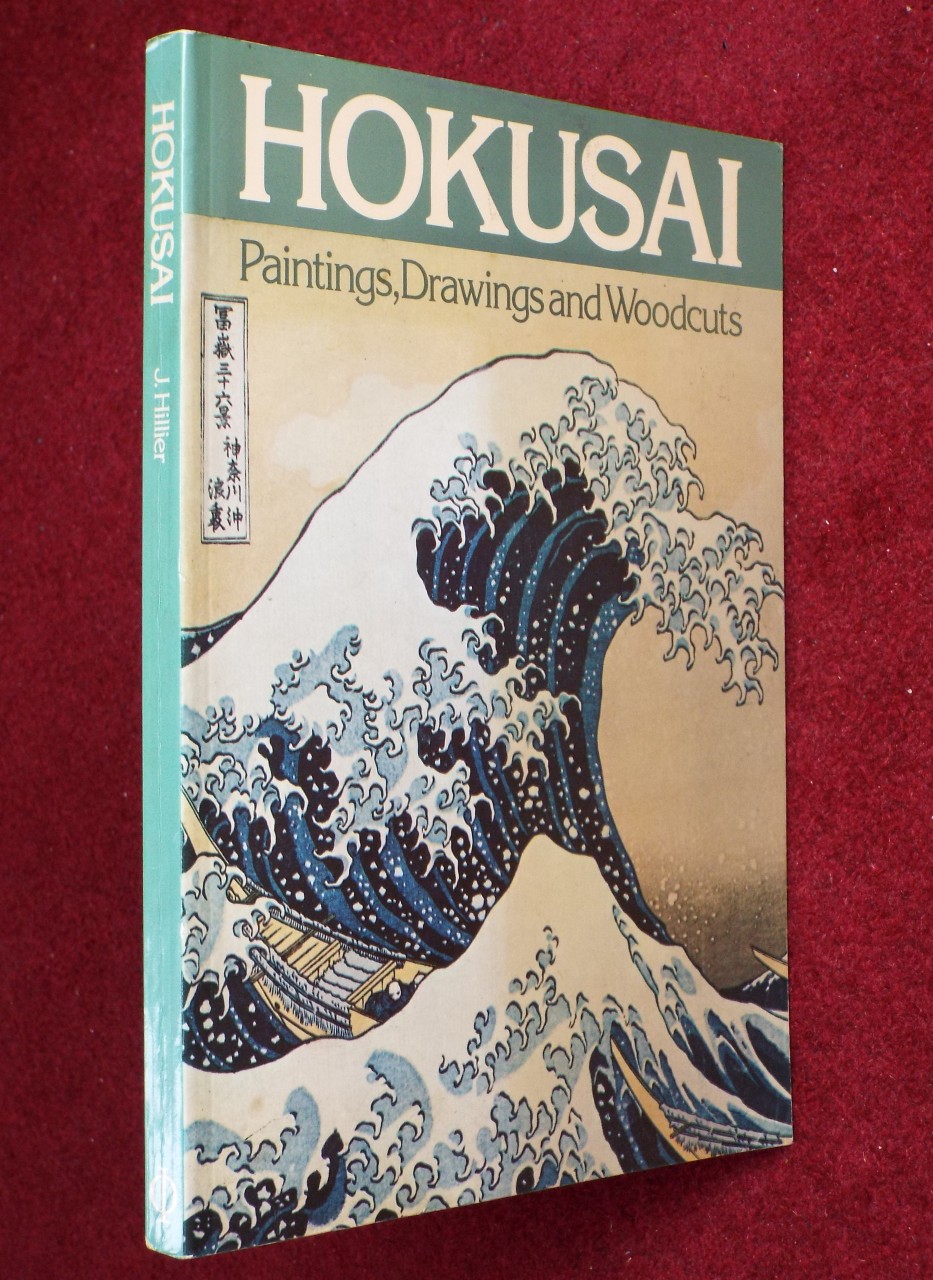 HOKUSAI
Paintings, Drawings and Woodcuts
冨嶽三十六景
神奈川沖
浪裏
HOKUSAI J. Hillier